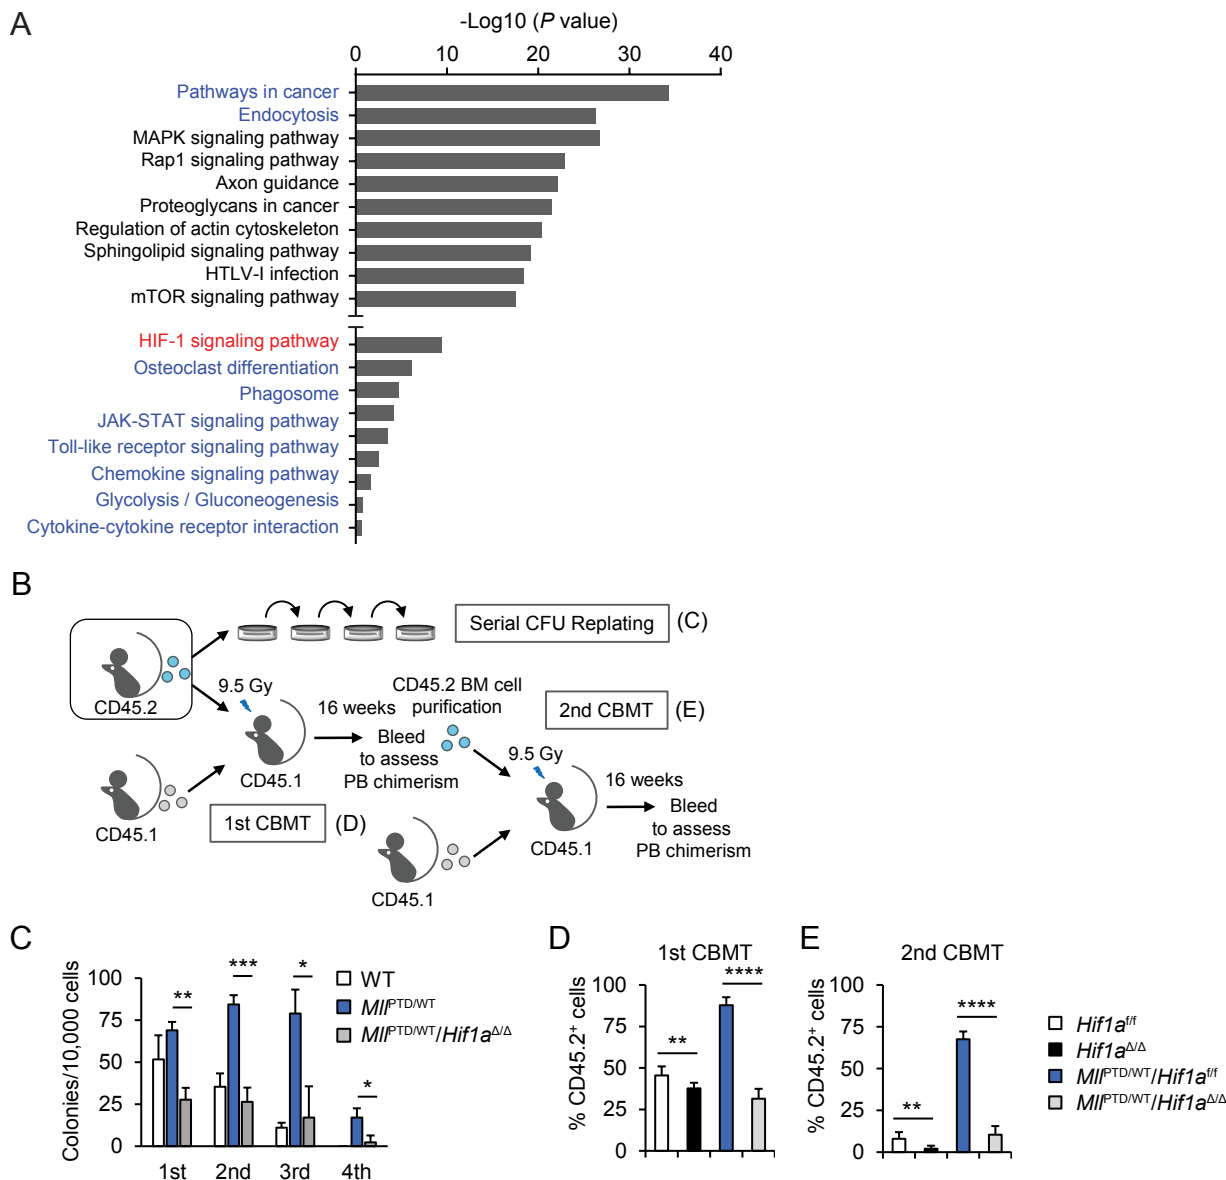 A
-Log10 (P value)
0 10 20 30 40
Pathways in cancer
Endocytosis
MAPK signaling pathway
Rap1 signaling pathway
Axon guidance
Proteoglycans in cancer
Regulation of actin cytoskeleton
Sphingolipid signaling pathway
HTLV-I infection
mTOR signaling pathway
HIF-1 signaling pathway
Osteoclast differentiation
Phagosome
JAK-STAT signaling pathway
Toll-like receptor signaling pathway
Chemokine signaling pathway
Glycolysis / Gluconeogenesis
Cytokine-cytokine receptor interaction
B
CD45.2
Serial CFU Replating
(C)
9.5 Gy
CD45.1
CD45.1
1st CBMT
(D)
16 weeks
Bleed
to assess
PB chimerism
CD45.2 BM cell
purification
2nd CBMT
(E)
9.5 Gy
CD45.1
CD45.1
16 weeks
Bleed
to assess
PB chimerism
C
Colonies/10,000 cells
100
75
50
25
0
** *** * *
1st 2nd 3rd 4th
WT
Mll^PTD/WT
Mll^PTD/WT/Hif1a^Δ/Δ
D
1st CBMT
% CD45.2+ cells
100
75
50
25
0
** ****
E
2nd CBMT
% CD45.2+ cells
100
75
50
25
0
** ****
Hif1a^f/f
Hif1a^Δ/Δ
Mll^PTD/WT/Hif1a^f/f
Mll^PTD/WT/Hif1a^Δ/Δ